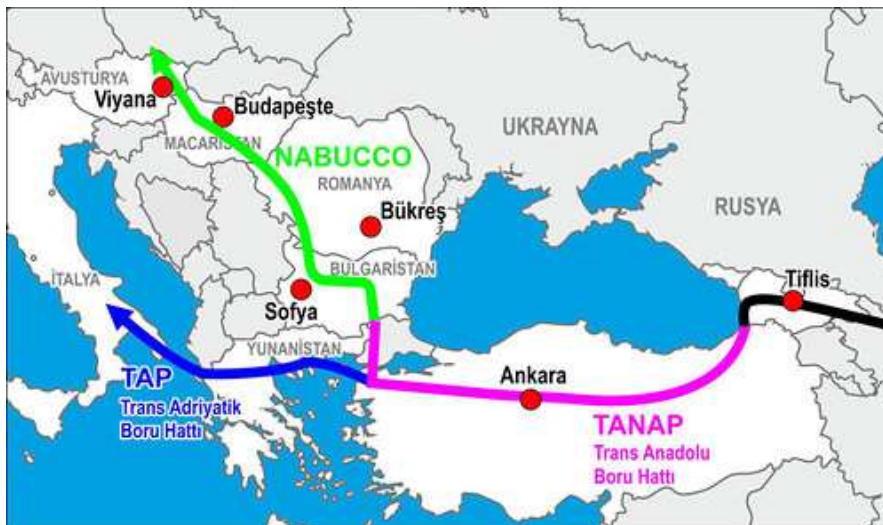 AVUSTURYA
Viyana
Budapeşte
MACARİSTAN
NABUCCO
ROMANYA
UKRAYNA
RUSYA
Bükreş
BULGARİSTAN
İTALYA
Sofya
Tiflis
YUNANİSTAN
TAP
Trans Adriyatik
Boru Hattı
Ankara
TANAP
Trans Anadolu
Boru Hattı